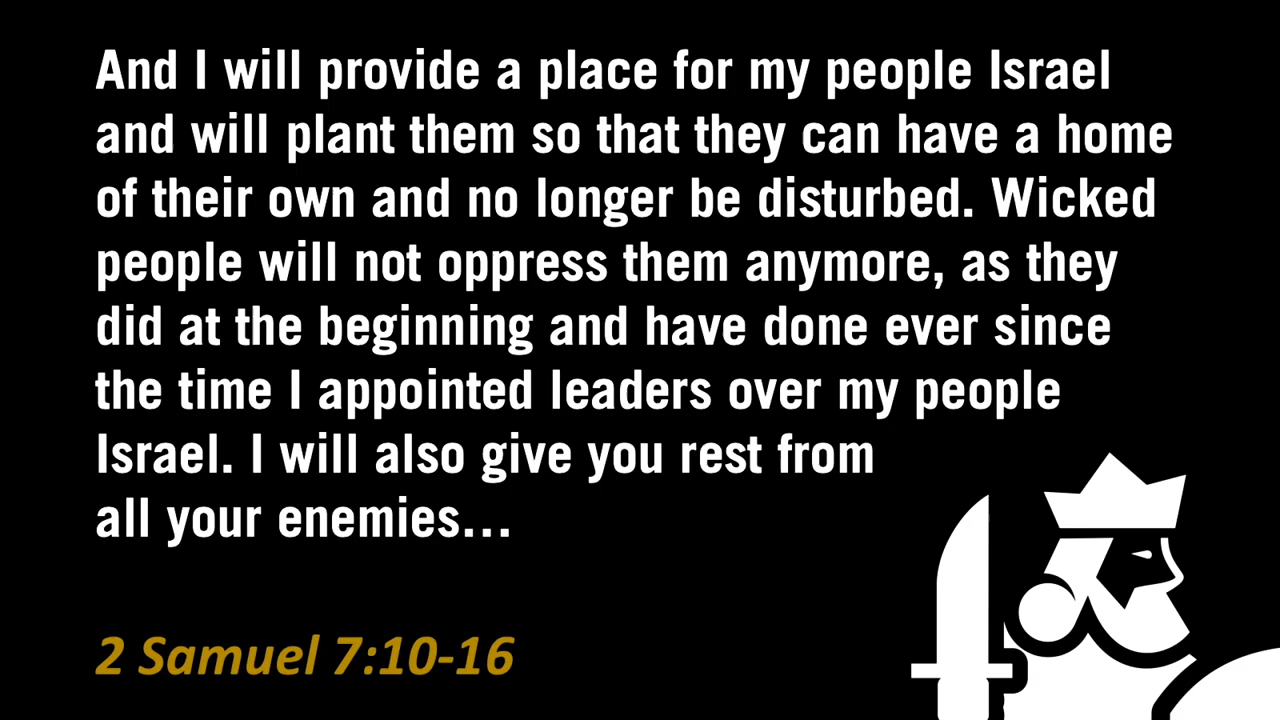 And I will provide a place for my people Israel
and will plant them so that they can have a home
of their own and no longer be disturbed. Wicked
people will not oppress them anymore, as they
did at the beginning and have done ever since
the time I appointed leaders over my people
Israel. I will also give you rest from
all your enemies…
2 Samuel 7:10-16